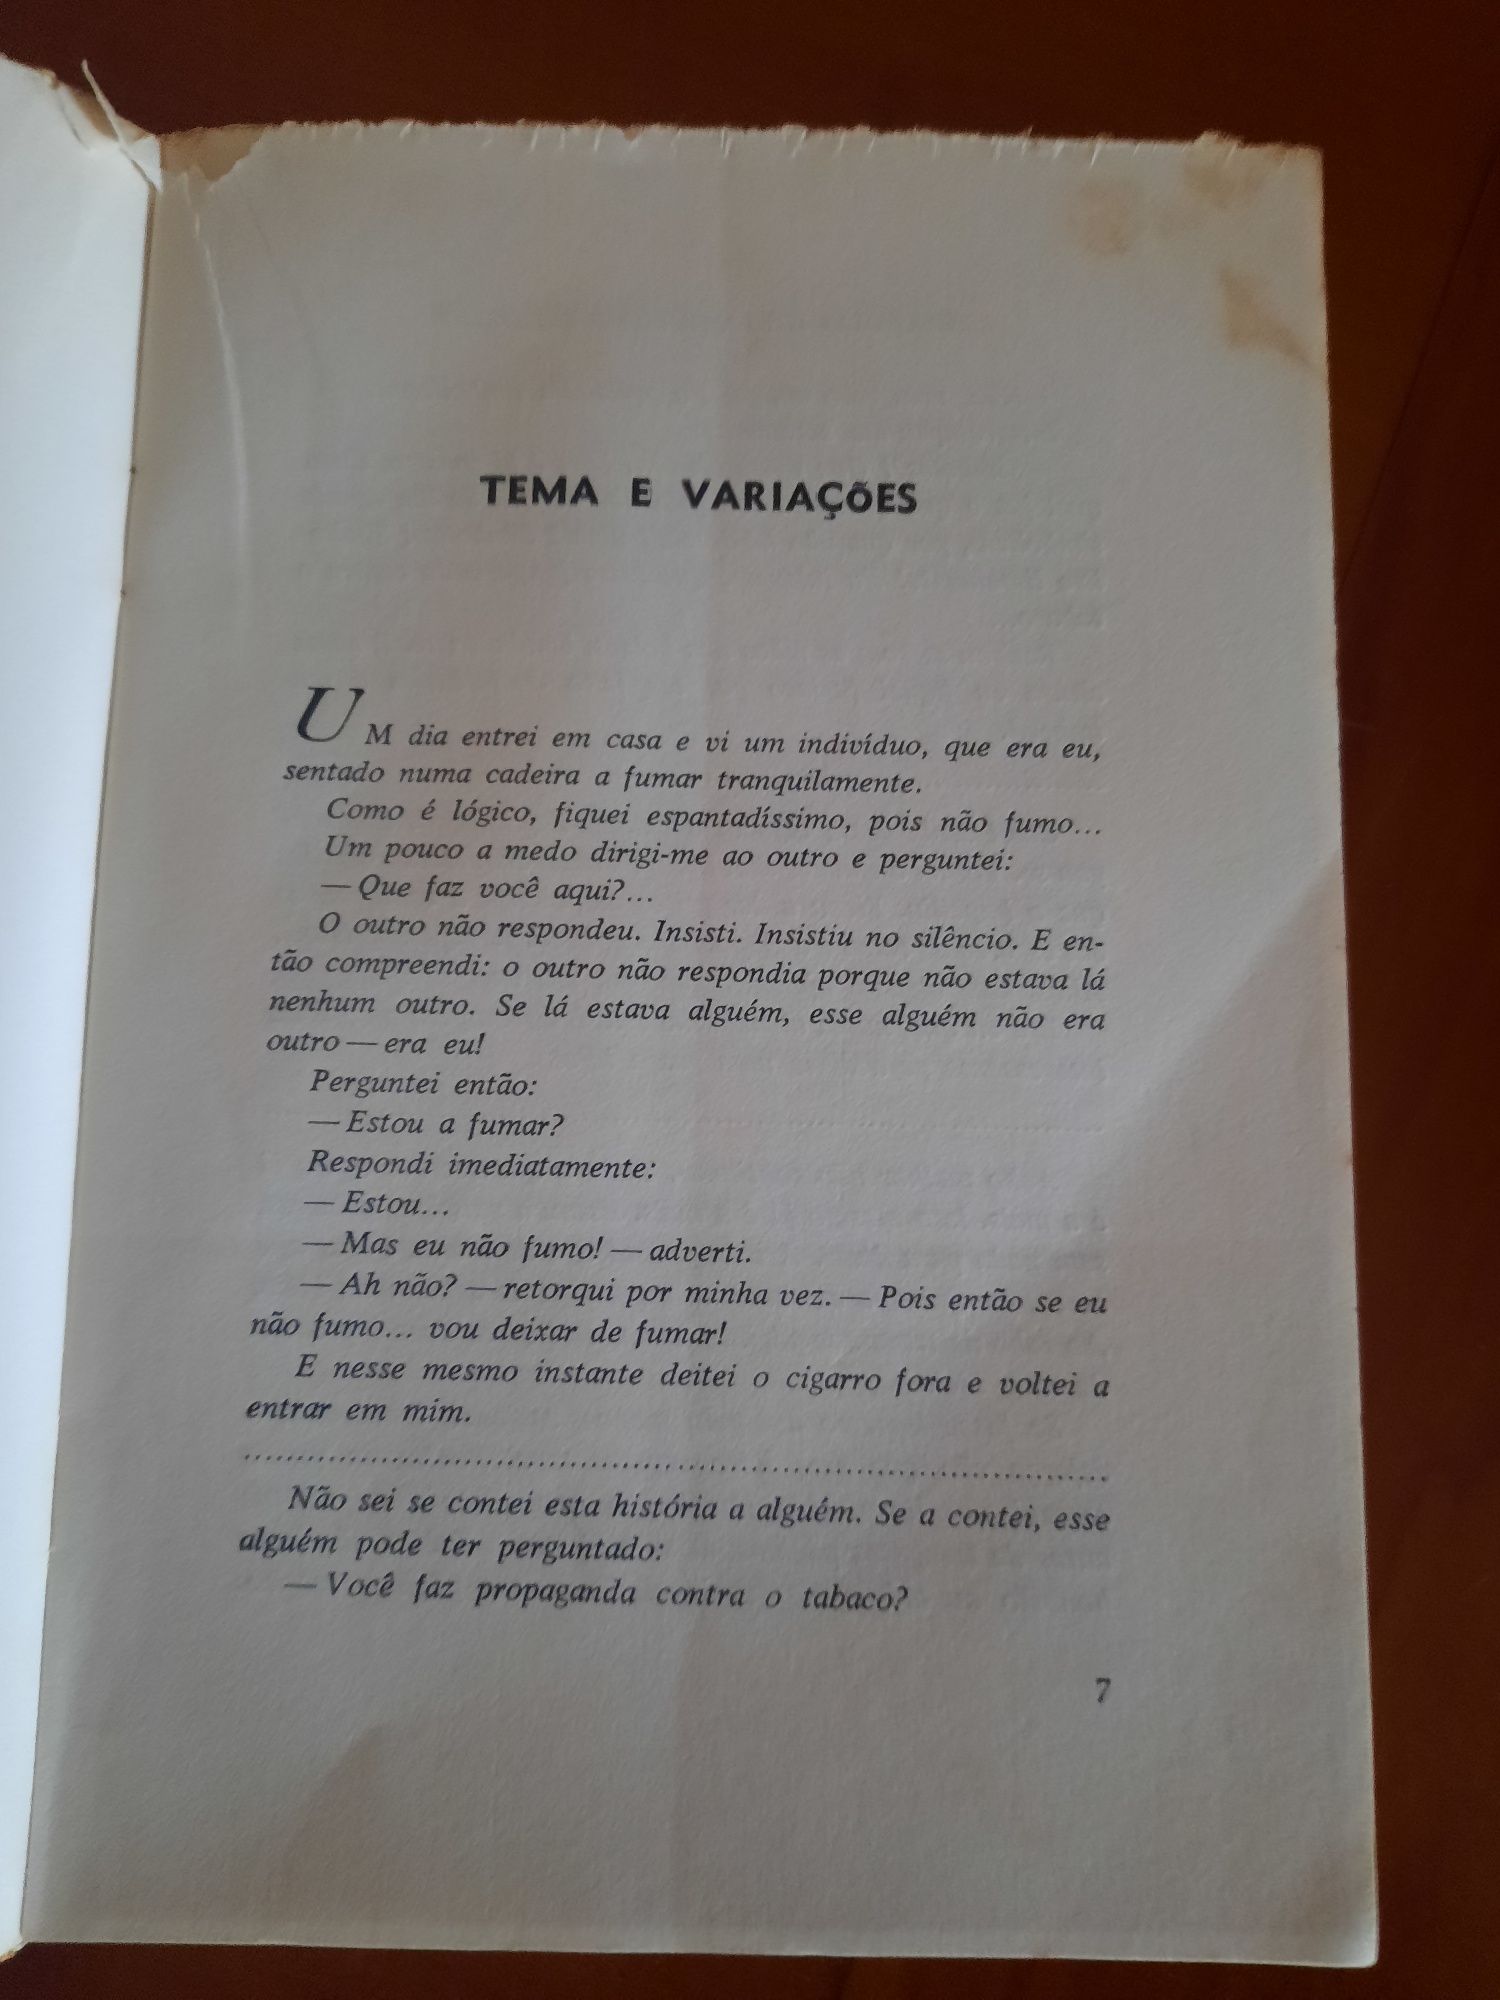 TEMA E VARIAÇÕES
UM dia entrei em casa e vi um indivíduo, que era eu,
sentado numa cadeira a fumar tranquilamente.
Como é lógico, fiquei espantadíssimo, pois não fumo...
Um pouco a medo dirigi-me ao outro e perguntei:
— Que faz você aqui?...
O outro não respondeu. Insisti. Insistiu no silêncio. E en-
tão compreendi: o outro não respondia porque não estava lá
nenhum outro. Se lá estava alguém, esse alguém não era
outro — era eu!
Perguntei então:
— Estou a fumar?
Respondi imediatamente:
— Estou...
— Mas eu não fumo! — adverti.
— Ah não? — retorqui por minha vez. — Pois então se eu
não fumo... vou deixar de fumar!
E nesse mesmo instante deitei o cigarro fora e voltei a
entrar em mim.
................................................................................
Não sei se contei esta história a alguém. Se a contei, esse
alguém pode ter perguntado:
— Você faz propaganda contra o tabaco?
7